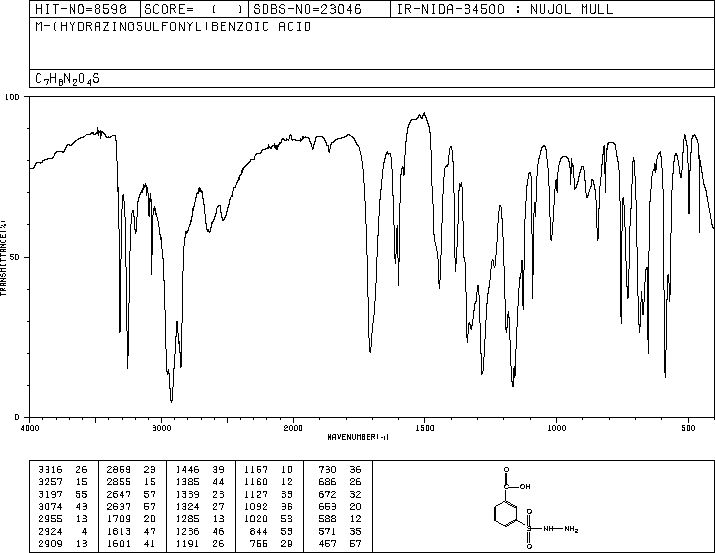 HIT-NO=8598 SCORE= ( ) SDBS-NO=23046 IR-NIDA-34500 : NUJOL MULL
M-(HYDRAZINOSULFONYL)BENZOIC ACID
C7H8N2O4S
100
50
0
TRANSMITTANCE(%)
4000 3000 2000 1500 1000 500
WAVENUMBER(-1)
3316 26 2869 29 1446 39 1167 10 730 36
3257 15 2855 15 1385 44 1160 12 686 26
3197 55 2647 57 1339 23 1127 33 672 32
3074 43 2637 57 1324 27 1092 36 653 20
2955 13 1709 20 1285 13 1020 53 588 12
2924 4 1613 47 1236 46 844 53 571 35
2909 13 1601 41 1191 26 755 29 457 57
O
C OH
O
S NH NH2
O